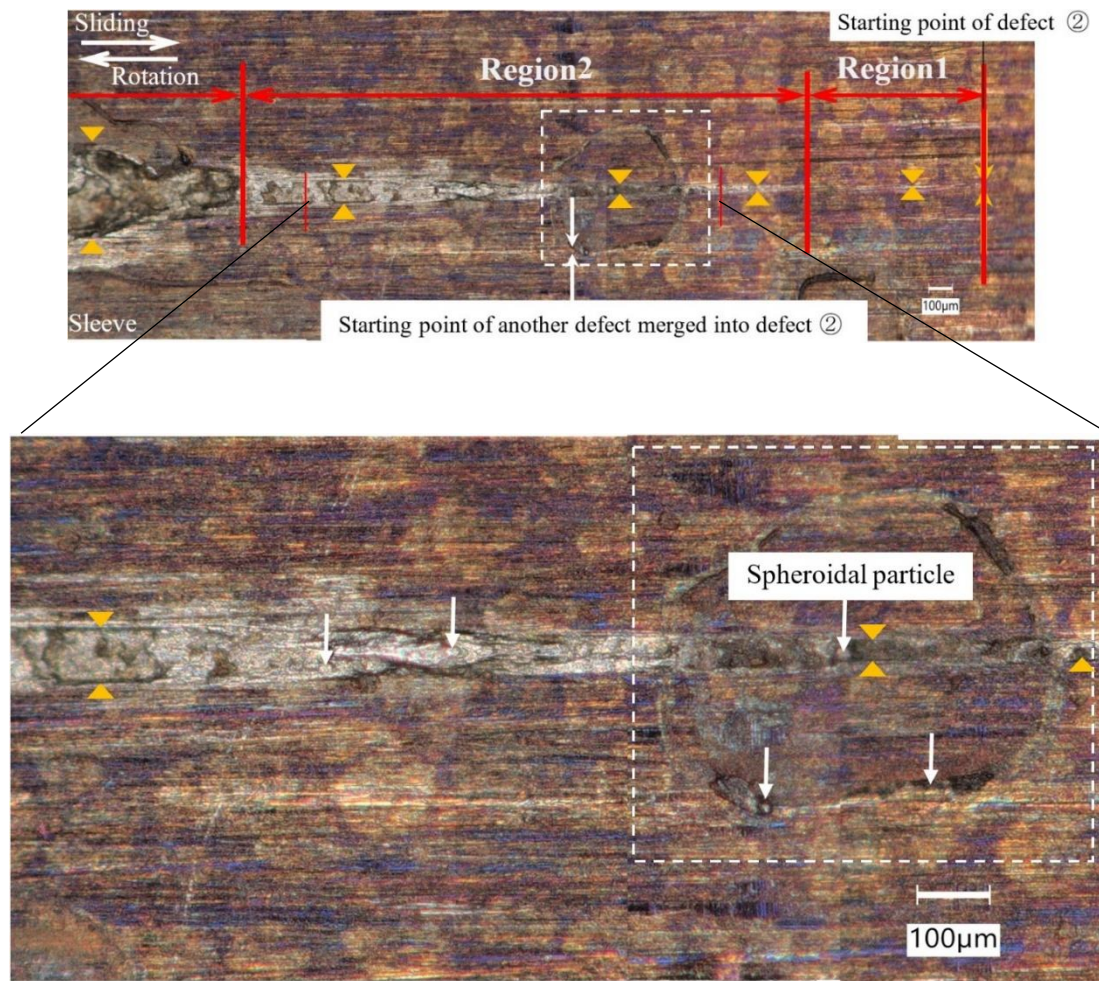 Sliding
Rotation
Region2
Region1
Starting point of defect ②
100μm
Sleeve
Starting point of another defect merged into defect ②
Spheroidal particle
100μm